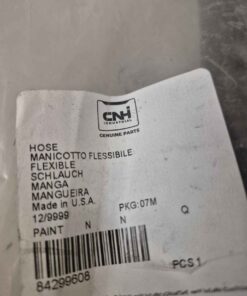 CNH
INDUSTRIAL
GENUINE PARTS
HOSE
MANICOTTO FLESSIBILE
FLEXIBLE
SCHLAUCH
MANGA
MANGUEIRA
Made in U.S.A. PKG:07M
12/9999 Q
PAINT N N
84299608 PCS 1